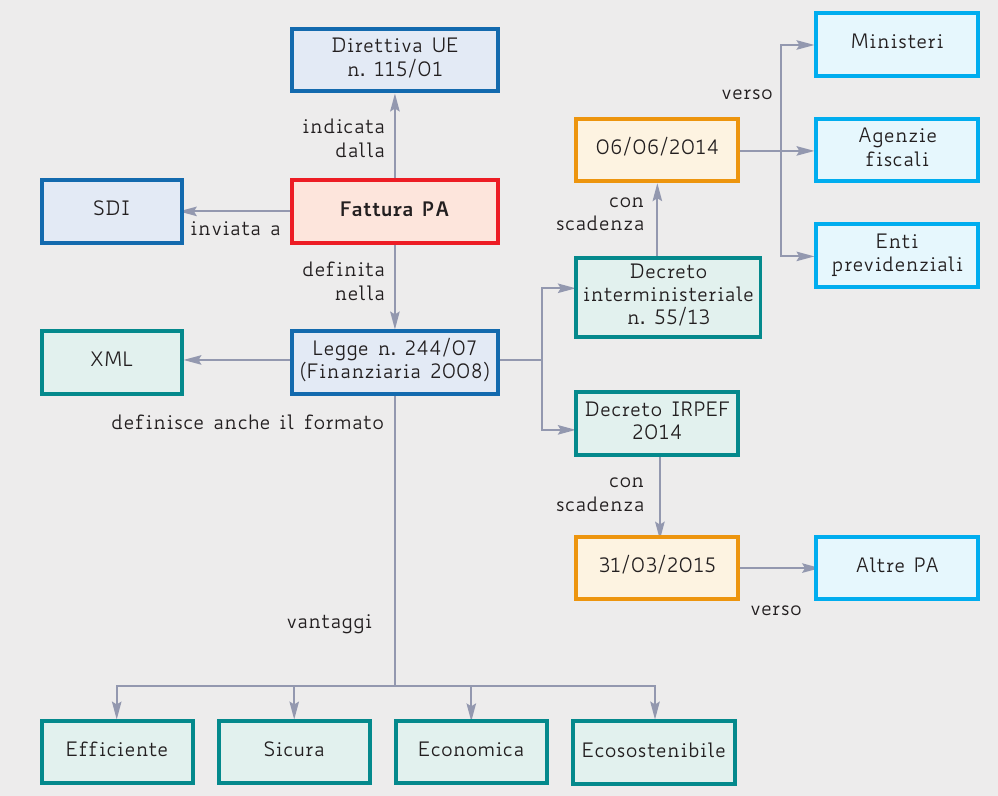 Direttiva UE
n. 115/01
indicata
dalla
SDI
inviata a
Fattura PA
definita
nella
XML
Legge n. 244/07
(Finanziaria 2008)
definisce anche il formato
Decreto
interministeriale
n. 55/13
con
scadenza
06/06/2014
verso
Ministeri
Agenzie
fiscali
Enti
previdenziali
Decreto IRPEF
2014
con
scadenza
31/03/2015
verso
Altre PA
vantaggi
Efficiente
Sicura
Economica
Ecosostenibile